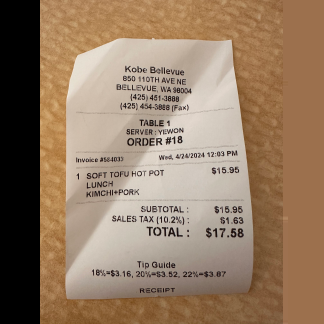 Kobe Bellevue
850 110TH AVE NE
BELLEVUE, WA 98004
(425) 451-3888
(425) 454-3888 (Fax)
TABLE 1
SERVER : YEWON
ORDER #18
Invoice #584033 Wed, 4/24/2024 12:03 PM
1 SOFT TOFU HOT POT $15.95
LUNCH
KIMCHI+PORK
SUBTOTAL : $15.95
SALES TAX (10.2%) : $1.63
TOTAL : $17.58
Tip Guide
18%=$3.16, 20%=$3.52, 22%=$3.87
RECEIPT